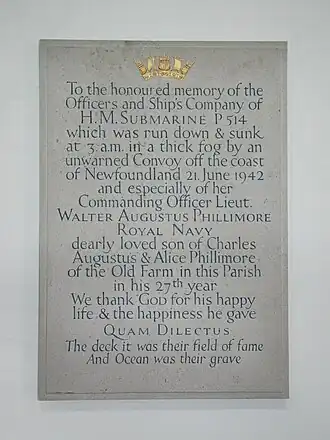 To the honoured memory of the
Officers and Ship's Company of
H.M. SUBMARINE P 514
which was run down & sunk
at 3 a.m. in a thick fog by an
unwarned Convoy off the coast
of Newfoundland 21. June 1942
and especially of her
Commanding Officer Lieut.
WALTER AUGUSTUS PHILLIMORE
ROYAL NAVY
dearly loved son of Charles
Augustus & Alice Phillimore
of the Old Farm in this Parish
in his 27th year
We thank GOD for his happy
life & the happiness he gave
QUAM DILECTUS
The deck it was their field of fame
And Ocean was their grave